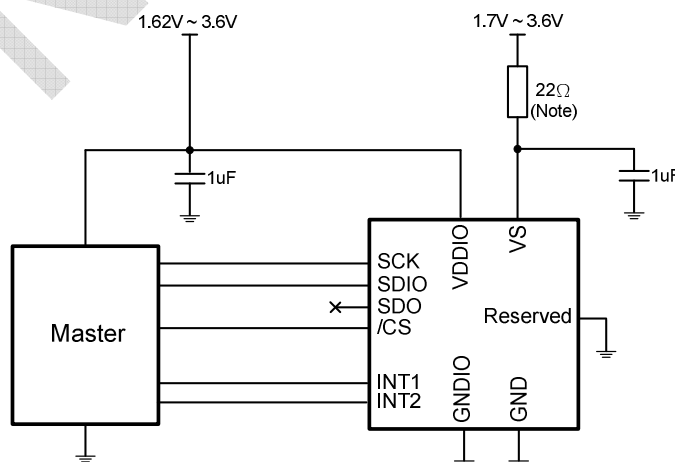 1.62V ~ 3.6V
1.7V ~ 3.6V
22Ω
(Note)
1uF
1uF
VDDIO
VS
SCK
SDIO
SDO
/CS
Reserved
Master
INT1
INT2
GNDIO
GND